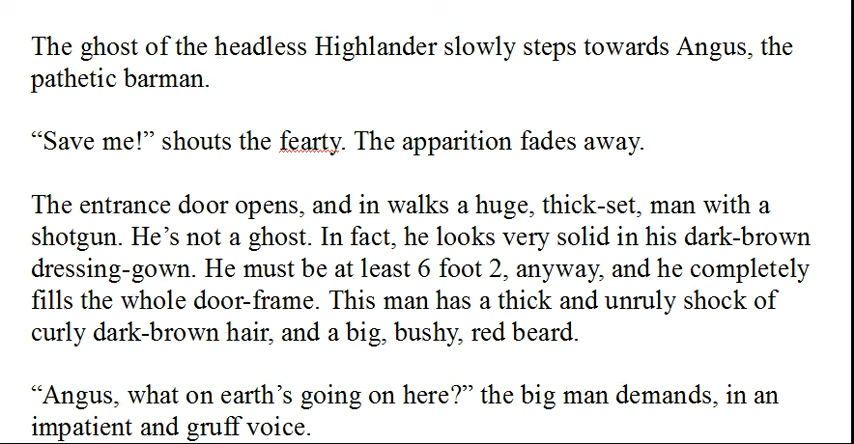 The ghost of the headless Highlander slowly steps towards Angus, the
pathetic barman.
“Save me!” shouts the fearty. The apparition fades away.
The entrance door opens, and in walks a huge, thick-set, man with a
shotgun. He’s not a ghost. In fact, he looks very solid in his dark-brown
dressing-gown. He must be at least 6 foot 2, anyway, and he completely
fills the whole door-frame. This man has a thick and unruly shock of
curly dark-brown hair, and a big, bushy, red beard.
“Angus, what on earth’s going on here?” the big man demands, in an
impatient and gruff voice.